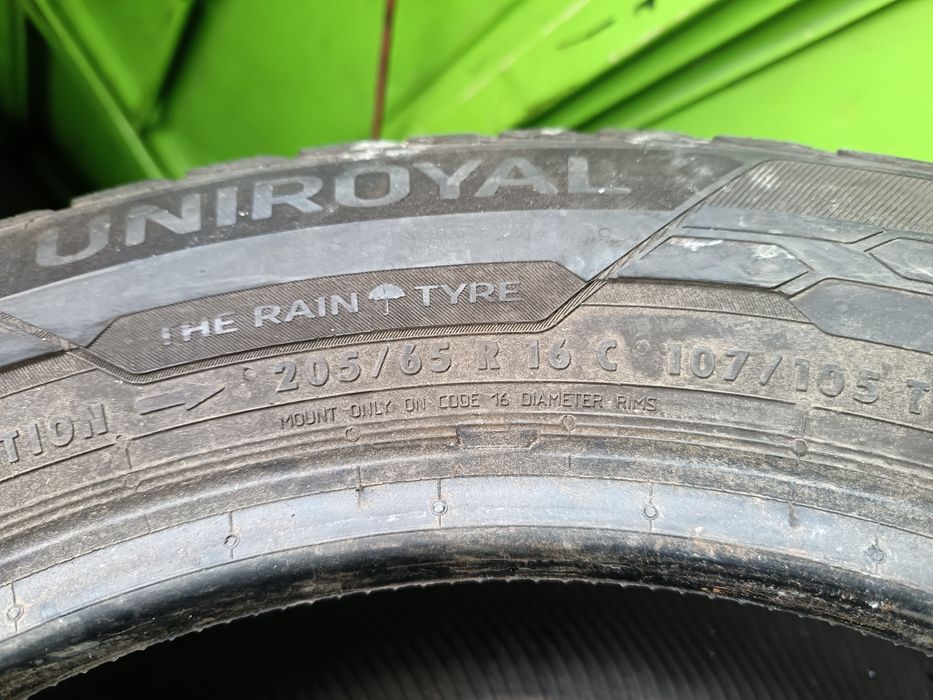 UNIROYAL
THE RAIN TYRE
TION 205/65 R 16 C 107/105 T
MOUNT ONLY ON CODE 16 DIAMETER RIMS